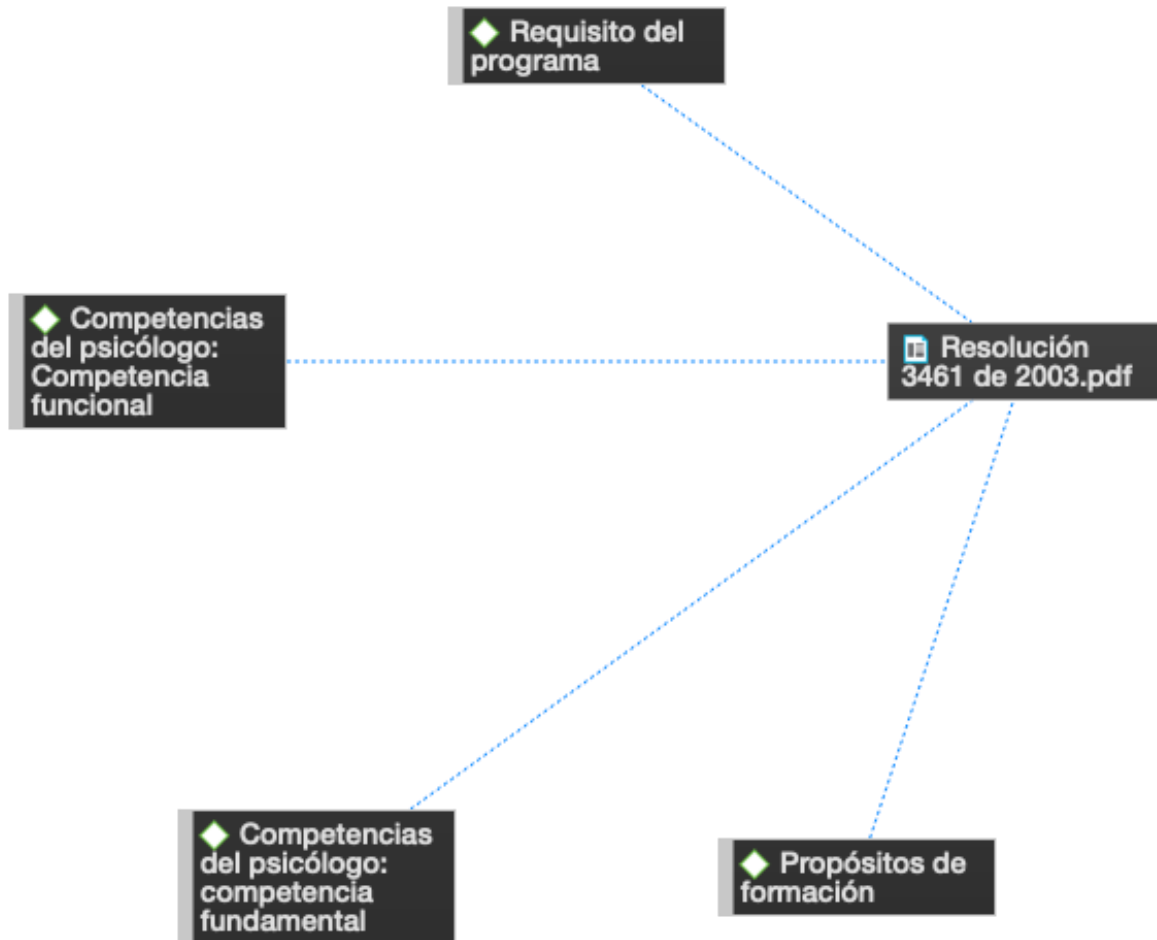 Requisito del
programa
Competencias
del psicólogo:
Competencia
funcional
Resolución
3461 de 2003.pdf
Competencias
del psicólogo:
competencia
fundamental
Propósitos de
formación